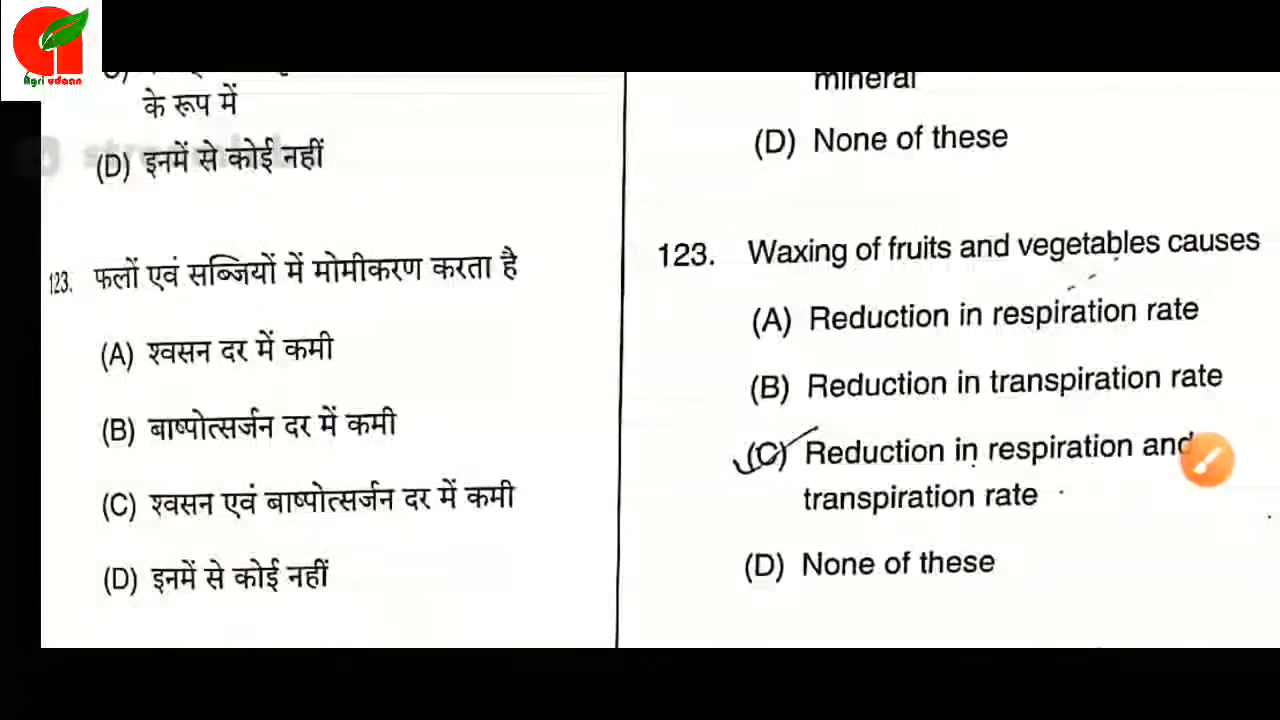 Agri udaan
के रूप में
(D) इनमें से कोई नहीं
123. फलों एवं सब्जियों में मोमीकरण करता है
(A) श्वसन दर में कमी
(B) बाष्पोत्सर्जन दर में कमी
(C) श्वसन एवं बाष्पोत्सर्जन दर में कमी
(D) इनमें से कोई नहीं
mineral
(D) None of these
123. Waxing of fruits and vegetables causes
(A) Reduction in respiration rate
(B) Reduction in transpiration rate
(C) Reduction in respiration and
transpiration rate
(D) None of these